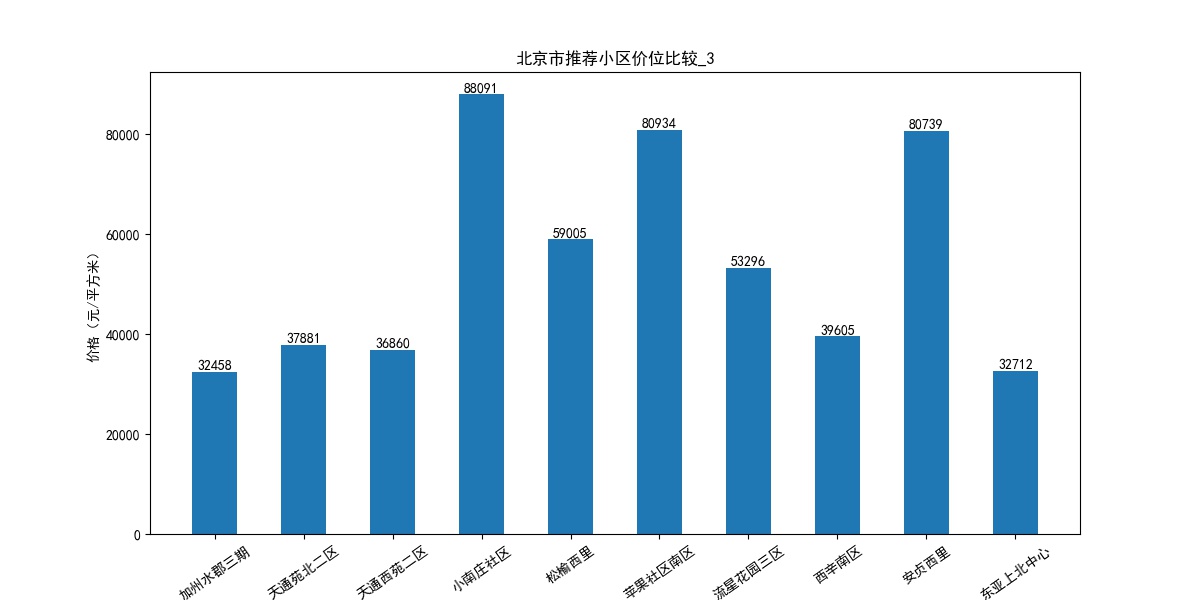 北京市推荐小区价位比较_3
价格（元/平方米）
80000
60000
40000
20000
0
32458
37881
36860
88091
59005
80934
53296
39605
80739
32712
加州水郡三期
天通苑北二区
天通西苑二区
小南庄社区
松榆西里
苹果社区南区
流星花园三区
西辛南区
安贞西里
东亚上北中心